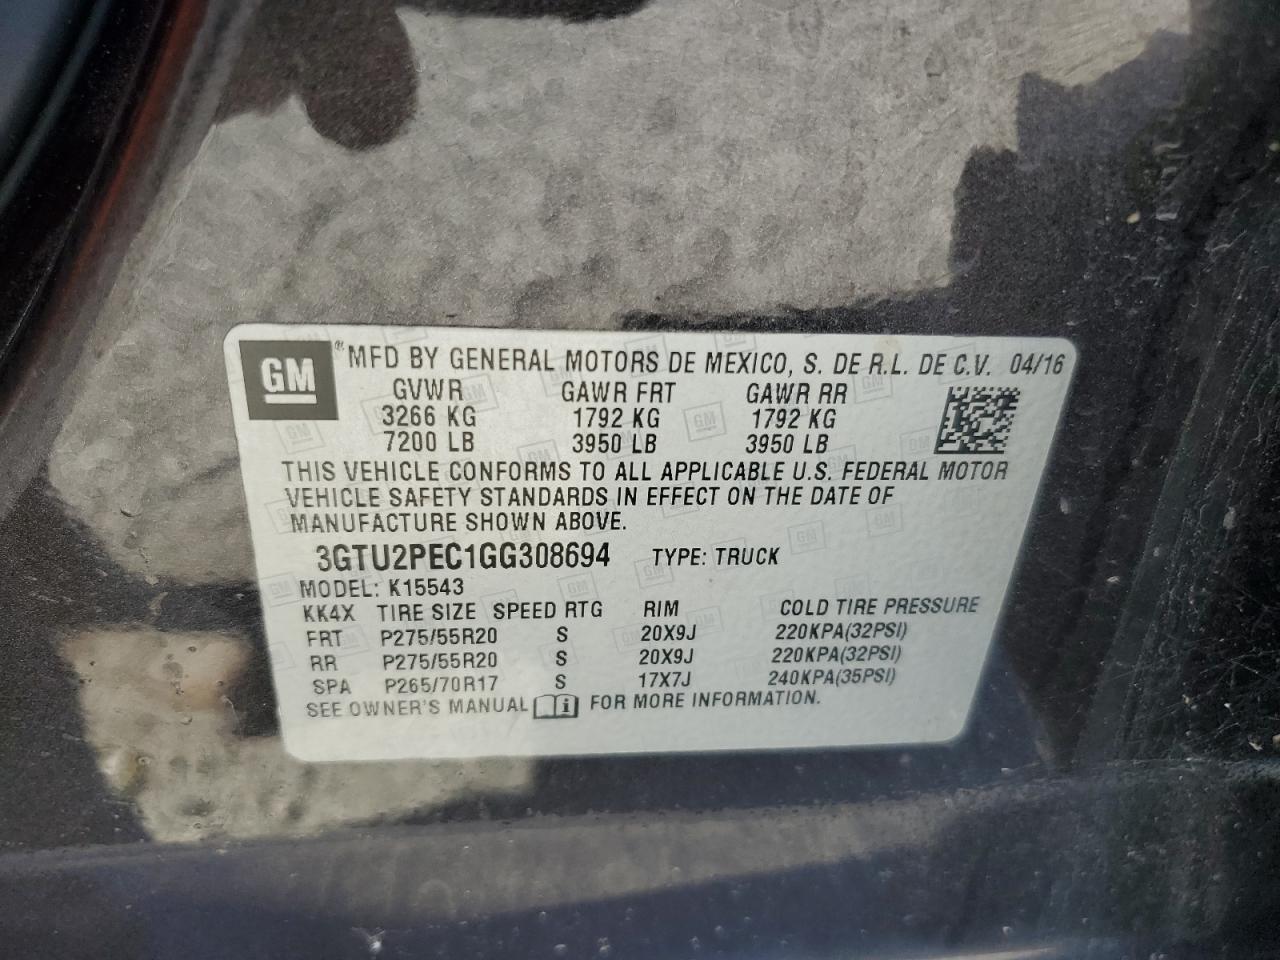 GM ® MFD BY GENERAL MOTORS DE MEXICO, S. DE R.L. DE C.V. 04/16
GVWR GAWR FRT GAWR RR
3266 KG 1792 KG 1792 KG
7200 LB 3950 LB 3950 LB
THIS VEHICLE CONFORMS TO ALL APPLICABLE U.S. FEDERAL MOTOR
VEHICLE SAFETY STANDARDS IN EFFECT ON THE DATE OF
MANUFACTURE SHOWN ABOVE.
3GTU2PEC1GG308694 TYPE: TRUCK
MODEL: K15543
KK4X TIRE SIZE SPEED RTG RIM COLD TIRE PRESSURE
FRT P275/55R20 S 20X9J 220KPA(32PSI)
RR P275/55R20 S 20X9J 220KPA(32PSI)
SPA P265/70R17 S 17X7J 240KPA(35PSI)
SEE OWNER'S MANUAL i FOR MORE INFORMATION.